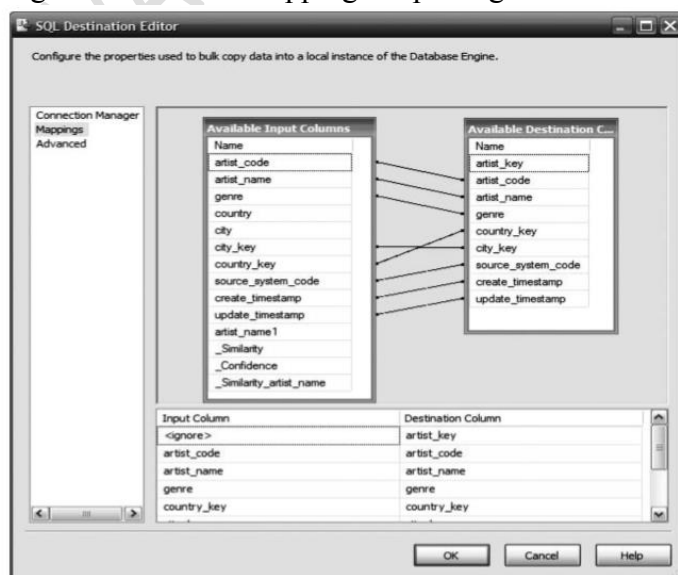 SQL Destination Editor
Configure the properties used to bulk copy data into a local instance of the Database Engine.
Connection Manager
Mappings
Advanced
Available Input Columns
Name
artist_code
artist_name
genre
country
city
city_key
country_key
source_system_code
create_timestamp
update_timestamp
artist_name1
_Similarity
_Confidence
_Similarity_artist_name
Available Destination C...
Name
artist_key
artist_code
artist_name
genre
country_key
city_key
source_system_code
create_timestamp
update_timestamp
Input Column Destination Column
<ignore> artist_key
artist_code artist_code
artist_name artist_name
genre genre
country_key country_key
OK Cancel Help